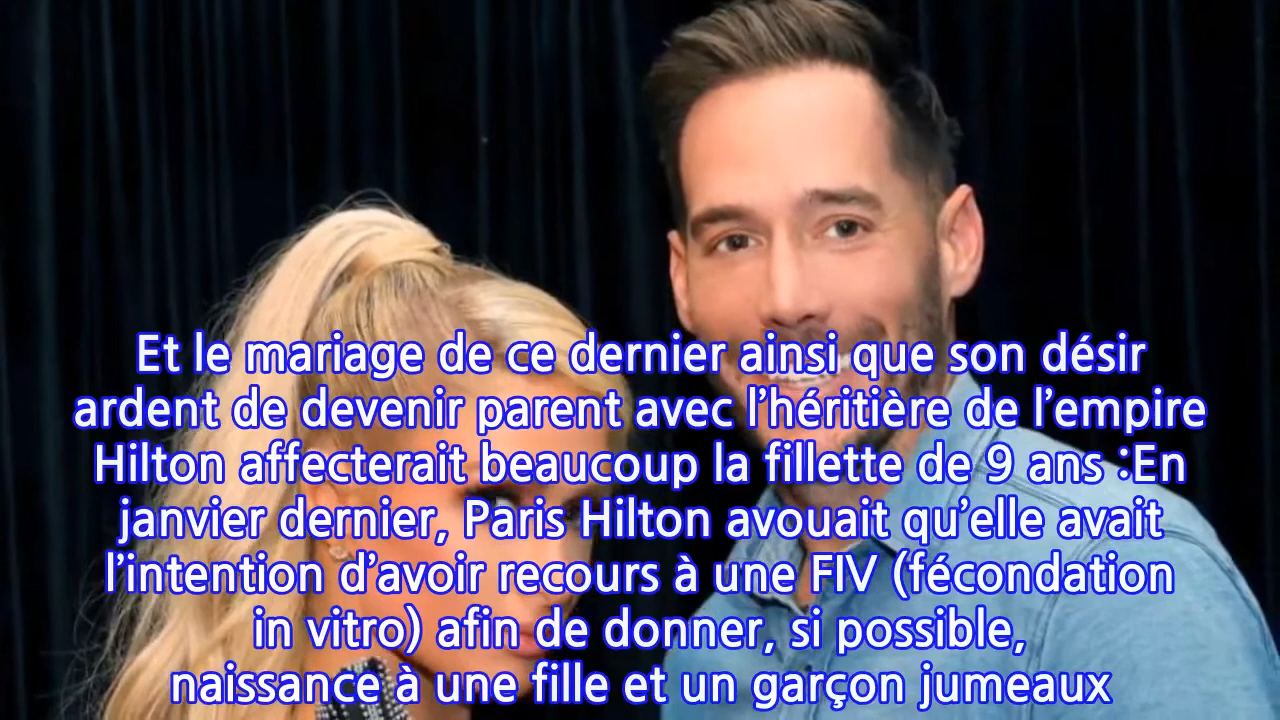 Et le mariage de ce dernier ainsi que son désir
ardent de devenir parent avec l’héritière de l’empire
Hilton affecterait beaucoup la fillette de 9 ans :En
janvier dernier, Paris Hilton avouait qu’elle avait
l’intention d’avoir recours à une FIV (fécondation
in vitro) afin de donner, si possible,
naissance à une fille et un garçon jumeaux